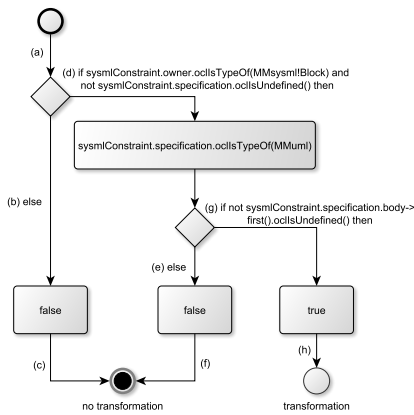 (a)
(d) if sysmlConstraint.owner.oclIsTypeOf(MMsysml!Block) and
not sysmlConstraint.specification.oclIsUndefined() then
sysmlConstraint.specification.oclIsTypeOf(MMuml)
(b) else
(g) if not sysmlConstraint.specification.body->
first().oclIsUndefined() then
(e) else
false
false
true
(c)
(f)
(h)
no transformation
transformation